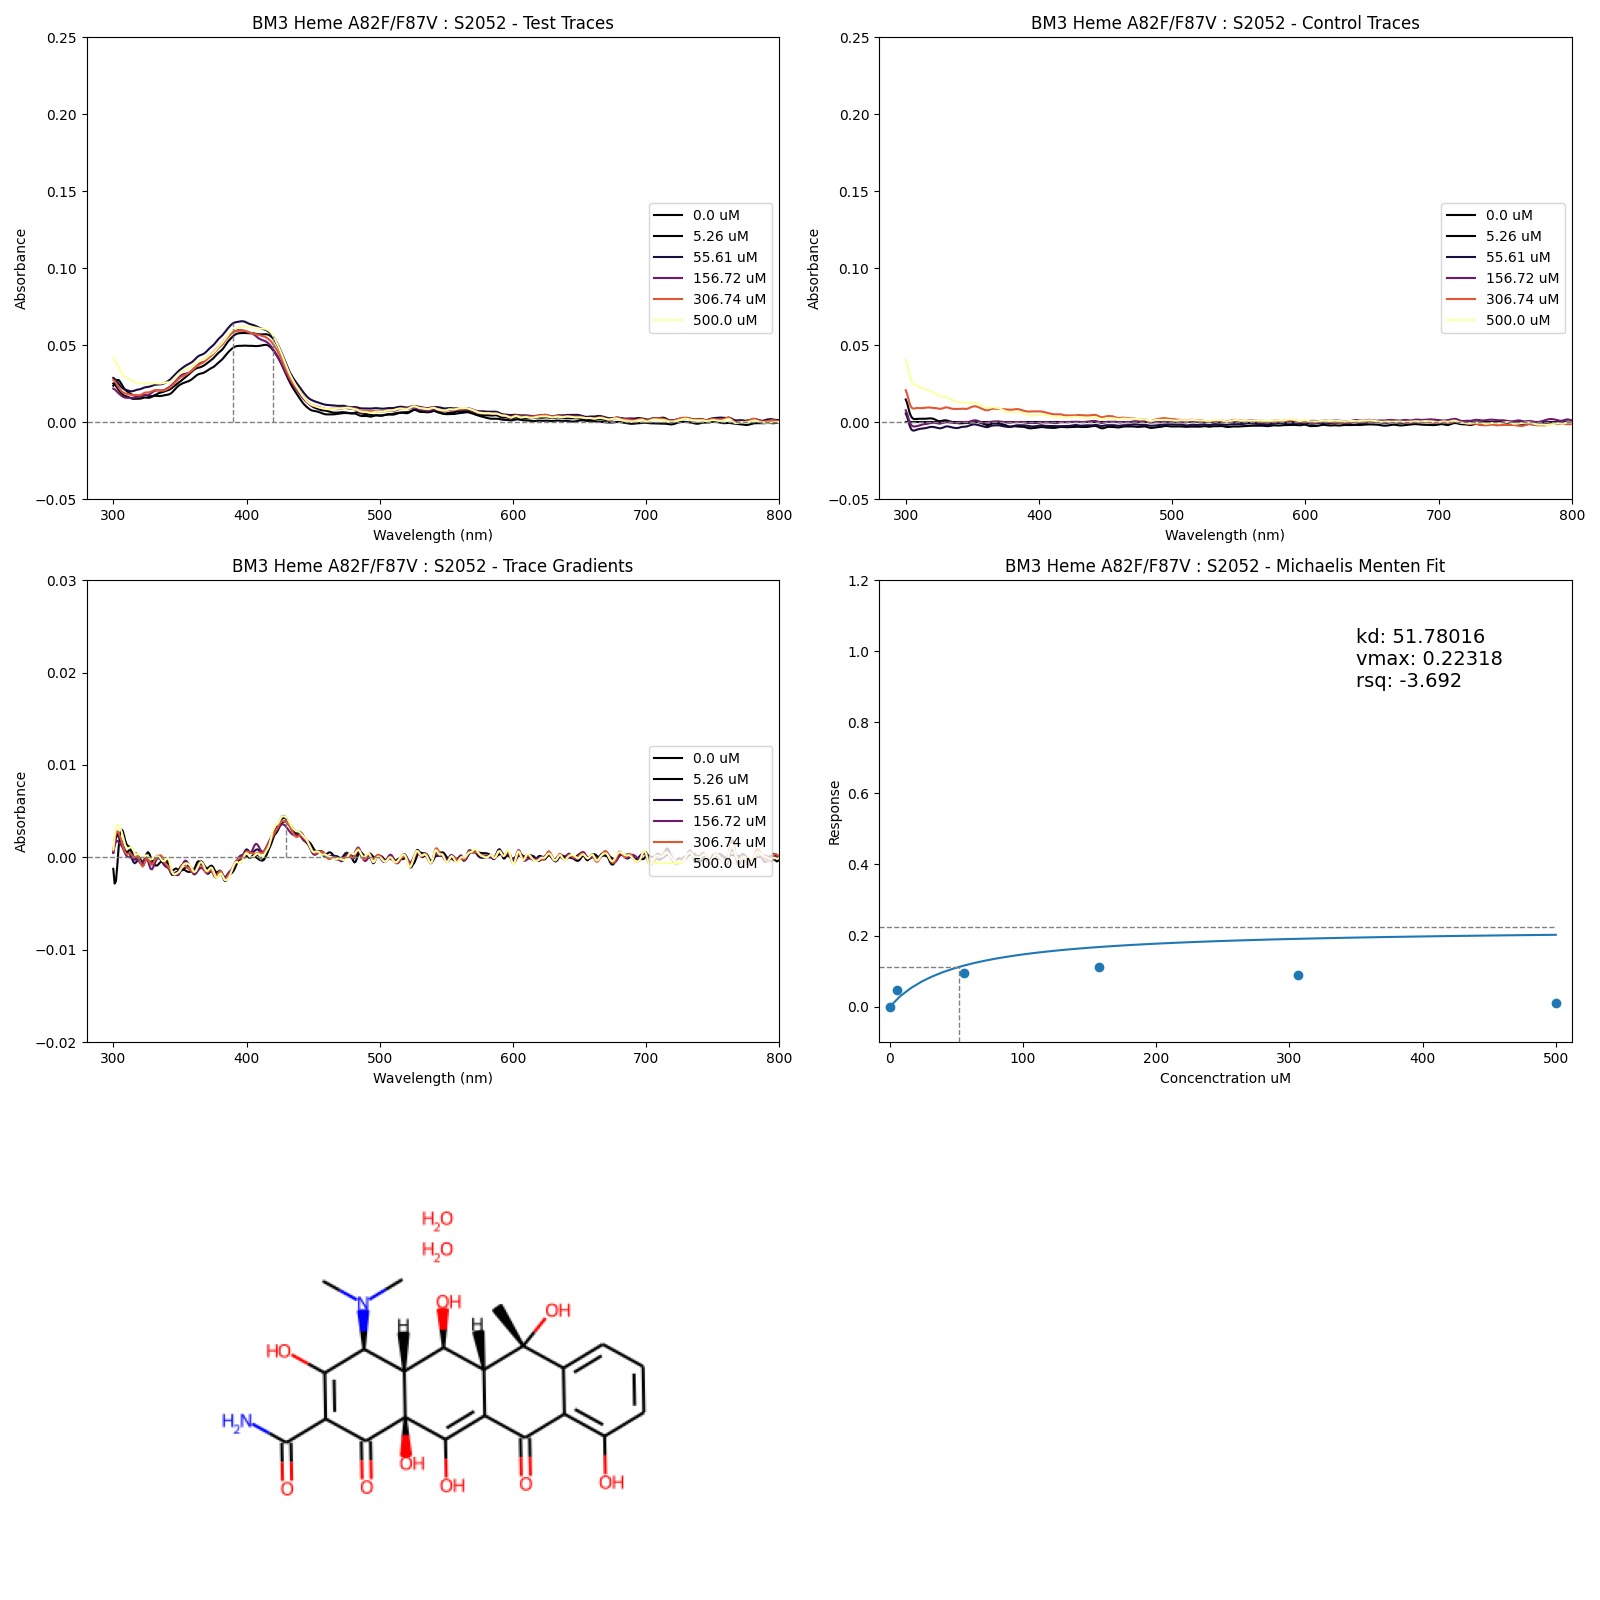 BM3 Heme A82F/F87V : S2052 - Test Traces
0.25
0.20
0.15
0.10
0.05
0.00
−0.05
Absorbance
300 400 500 600 700 800
Wavelength (nm)
0.0 uM
5.26 uM
55.61 uM
156.72 uM
306.74 uM
500.0 uM
BM3 Heme A82F/F87V : S2052 - Control Traces
0.25
0.20
0.15
0.10
0.05
0.00
−0.05
Absorbance
300 400 500 600 700 800
Wavelength (nm)
0.0 uM
5.26 uM
55.61 uM
156.72 uM
306.74 uM
500.0 uM
BM3 Heme A82F/F87V : S2052 - Trace Gradients
0.03
0.02
0.01
0.00
−0.01
−0.02
Absorbance
300 400 500 600 700 800
Wavelength (nm)
0.0 uM
5.26 uM
55.61 uM
156.72 uM
306.74 uM
500.0 uM
BM3 Heme A82F/F87V : S2052 - Michaelis Menten Fit
1.2
1.0
0.8
0.6
0.4
0.2
0.0
Response
0 100 200 300 400 500
Concenctration uM
kd: 51.78016
vmax: 0.22318
rsq: -3.692
H2O
H2O
N
OH
OH
H
H
HO
H2N
O
O
OH
OH
O
OH